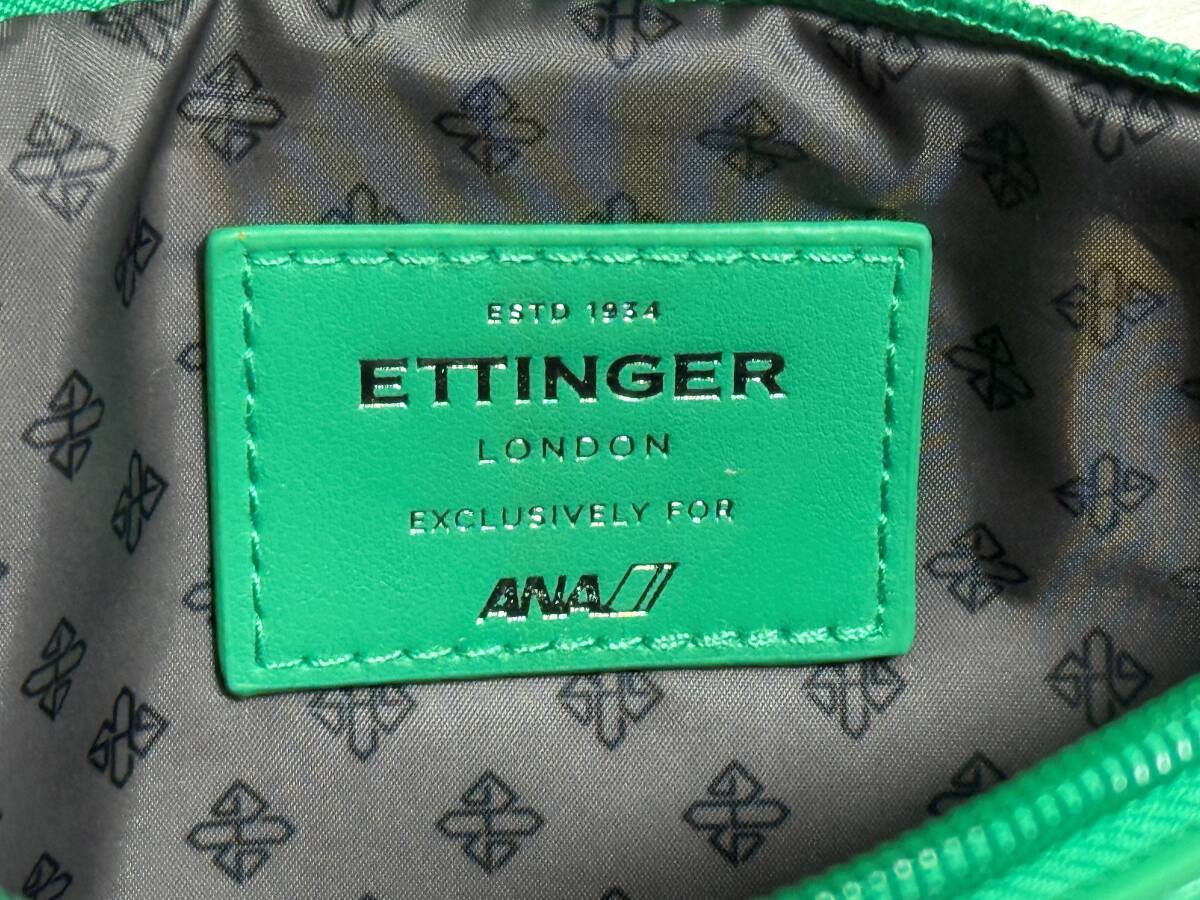 ESTD 1934
ETTINGER
LONDON
EXCLUSIVELY FOR
ANA